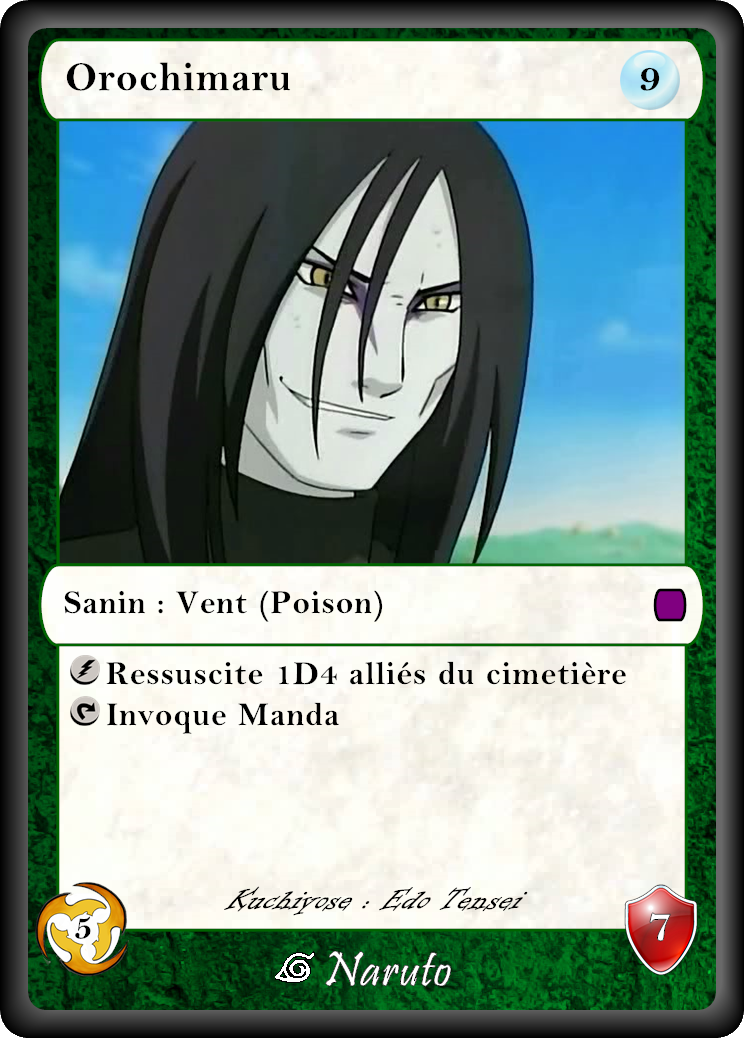 Orochimaru
9
Sanin : Vent (Poison)
Ressuscite 1D4 alliés du cimetière
Invoque Manda
Kuchiyose : Edo Tensei
5
7
Naruto